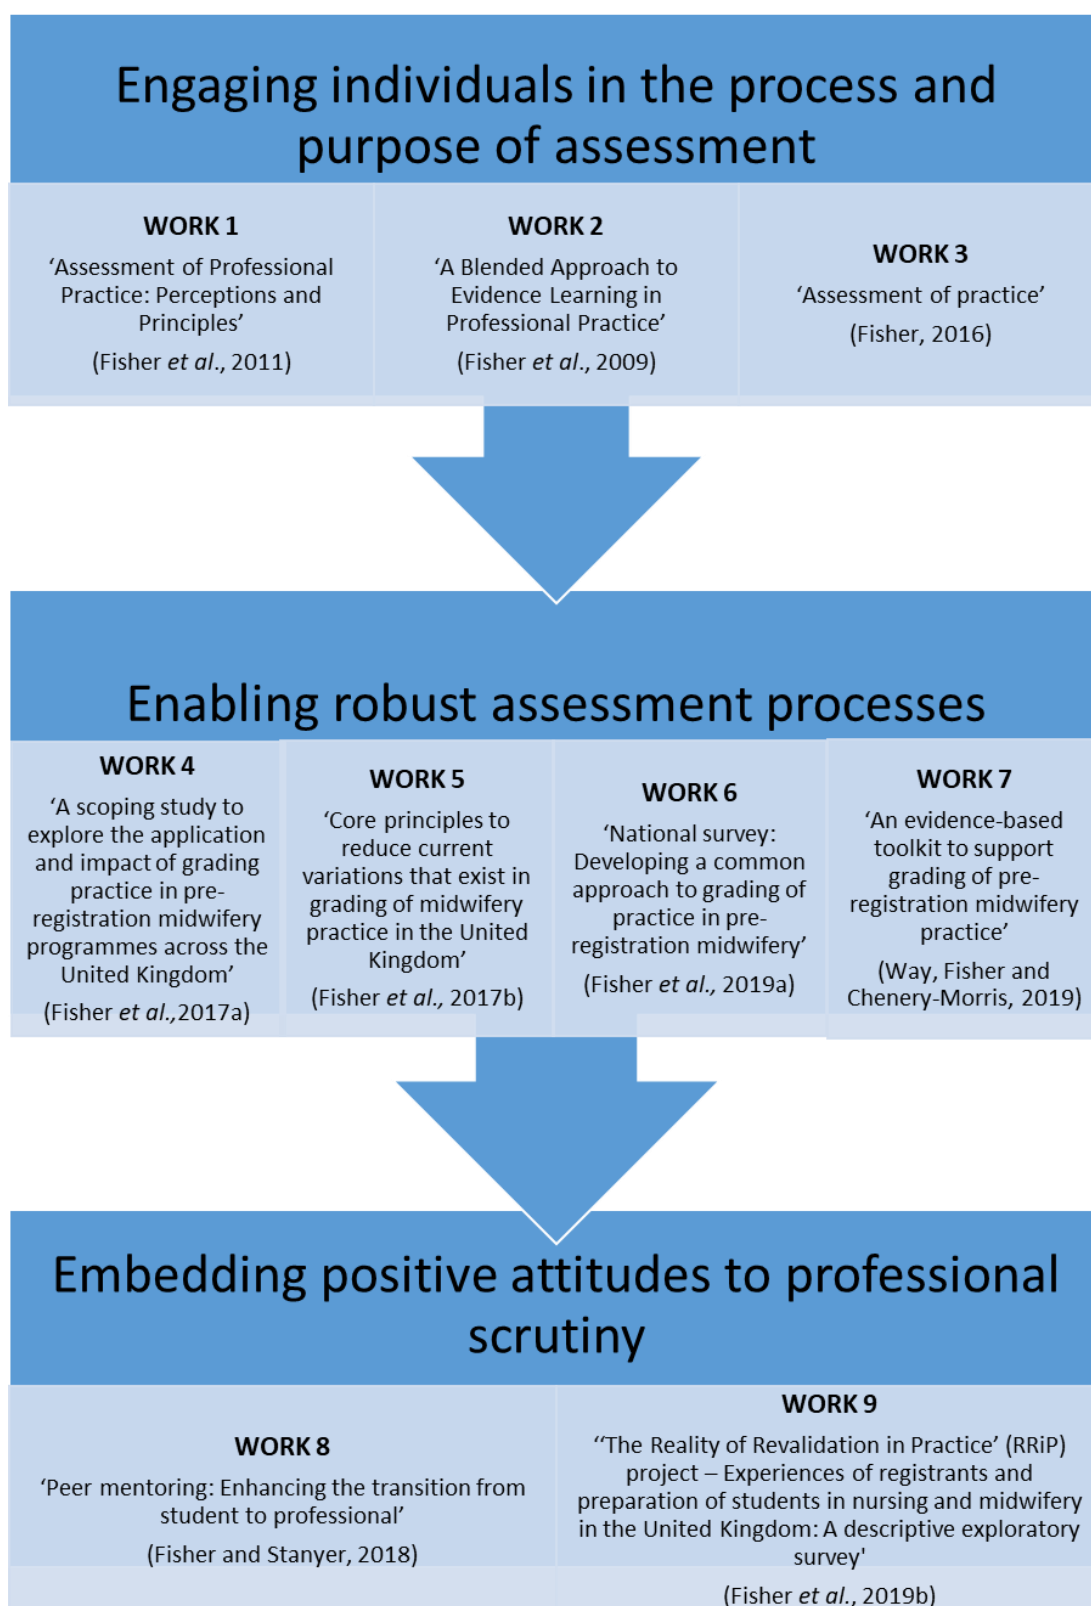 Engaging individuals in the process and
purpose of assessment
WORK 1
‘Assessment of Professional
Practice: Perceptions and
Principles’
(Fisher et al., 2011)
WORK 2
‘A Blended Approach to
Evidence Learning in
Professional Practice’
(Fisher et al., 2009)
WORK 3
‘Assessment of practice’
(Fisher, 2016)
Enabling robust assessment processes
WORK 4
‘A scoping study to
explore the application
and impact of grading
practice in pre-
registration midwifery
programmes across the
United Kingdom’
(Fisher et al.,2017a)
WORK 5
‘Core principles to
reduce current
variations that exist in
grading of midwifery
practice in the United
Kingdom’
(Fisher et al., 2017b)
WORK 6
‘National survey:
Developing a common
approach to grading of
practice in pre-
registration midwifery’
(Fisher et al., 2019a)
WORK 7
‘An evidence-based
toolkit to support
grading of pre-
registration midwifery
practice’
(Way, Fisher and
Chenery-Morris, 2019)
Embedding positive attitudes to professional
scrutiny
WORK 8
‘Peer mentoring: Enhancing the transition from
student to professional’
(Fisher and Stanyer, 2018)
WORK 9
‘‘The Reality of Revalidation in Practice’ (RRiP)
project – Experiences of registrants and
preparation of students in nursing and midwifery
in the United Kingdom: A descriptive exploratory
survey'
(Fisher et al., 2019b)